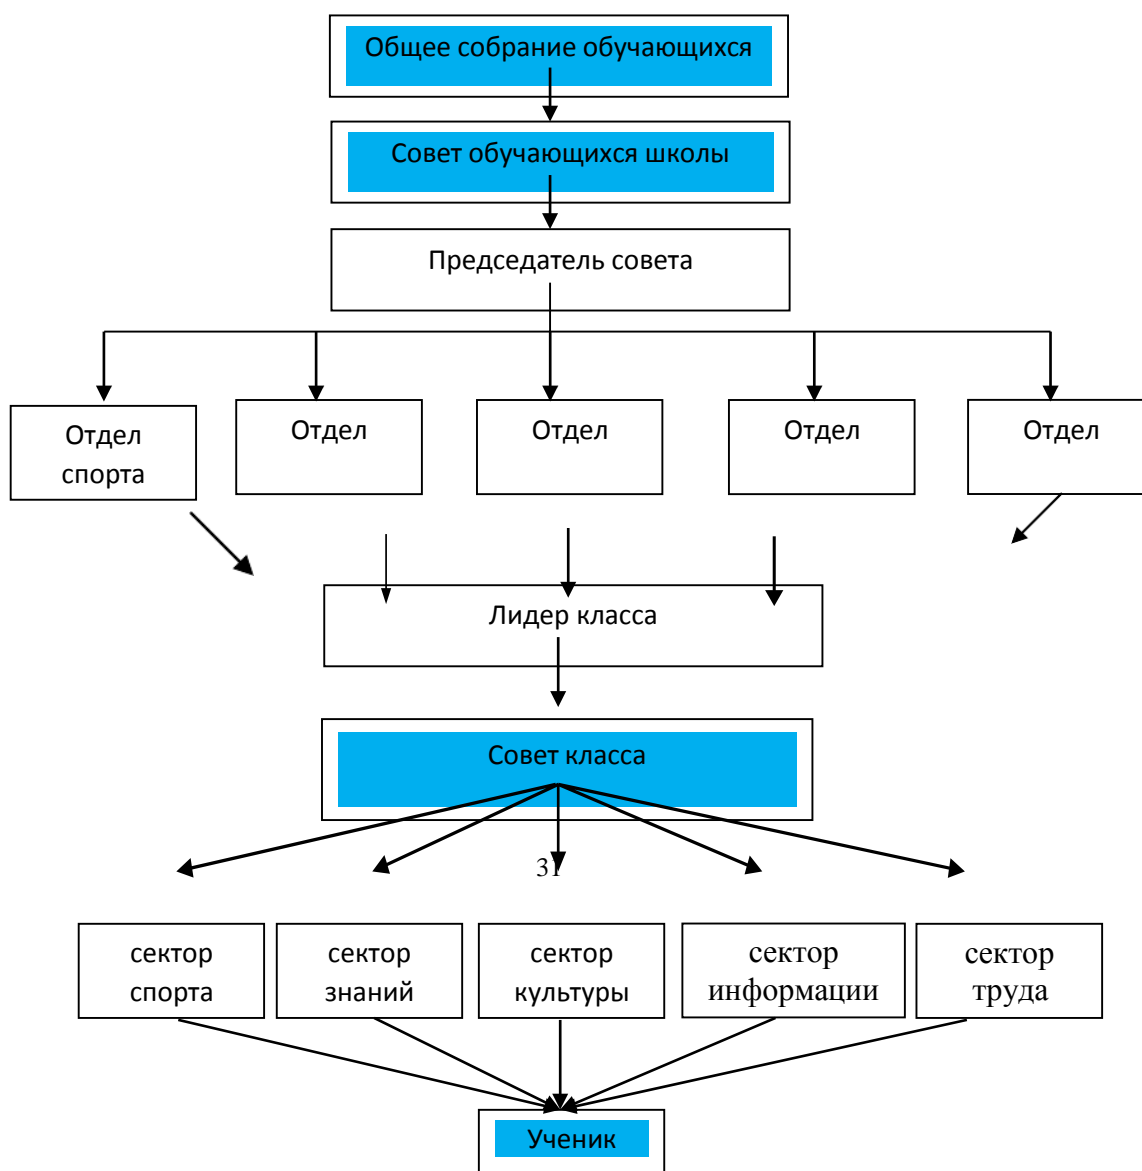 Общее собрание обучающихся
Совет обучающихся школы
Председатель совета
Отдел
спорта
Отдел
Отдел
Отдел
Отдел
Лидер класса
Совет класса
31
сектор
спорта
сектор
знаний
сектор
культуры
сектор
информации
сектор
труда
Ученик